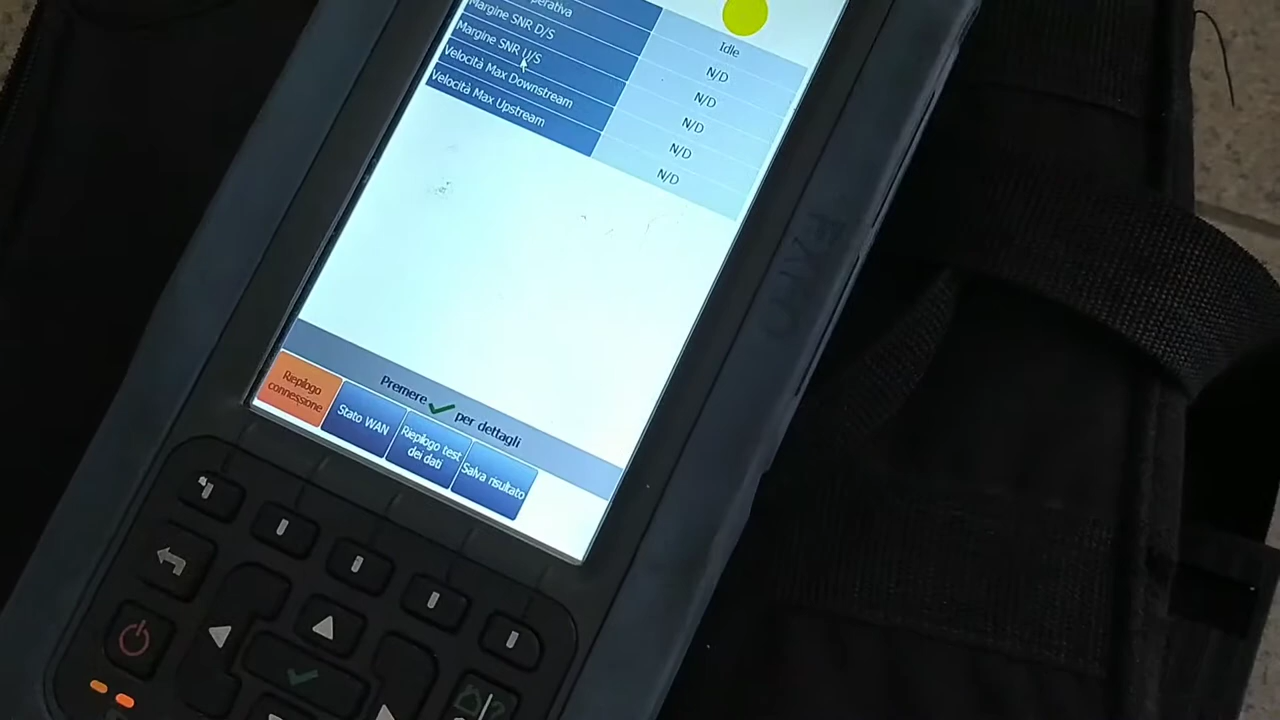 Idle
Margine SNR D/S
N/D
Margine SNR U/S
N/D
Velocità Max Downstream
N/D
Velocità Max Upstream
N/D
N/D
Premere per dettagli
Riepilogo
connessione
Stato WAN
Riepilogo test
dei dati
Salva risultato